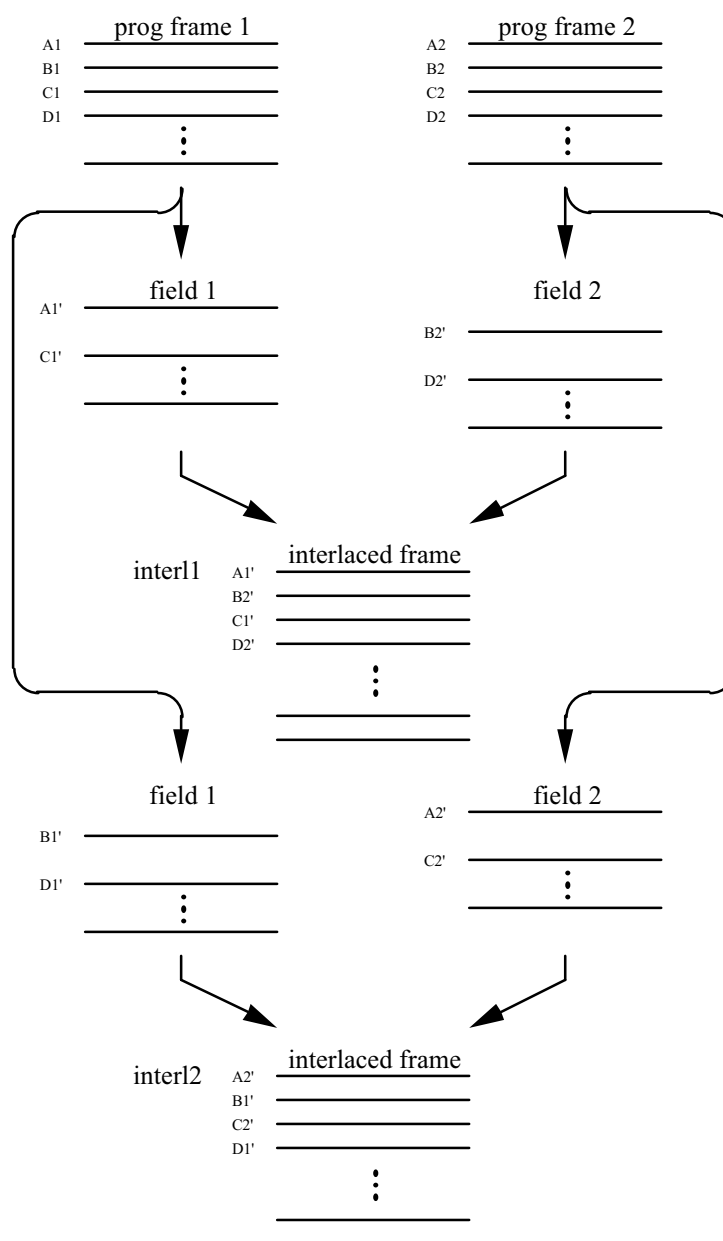 prog frame 1
A1
B1
C1
D1
prog frame 2
A2
B2
C2
D2
field 1
A1'
C1'
field 2
B2'
D2'
interl1
interlaced frame
A1'
B2'
C1'
D2'
field 1
B1'
D1'
field 2
A2'
C2'
interl2
interlaced frame
A2'
B1'
C2'
D1'